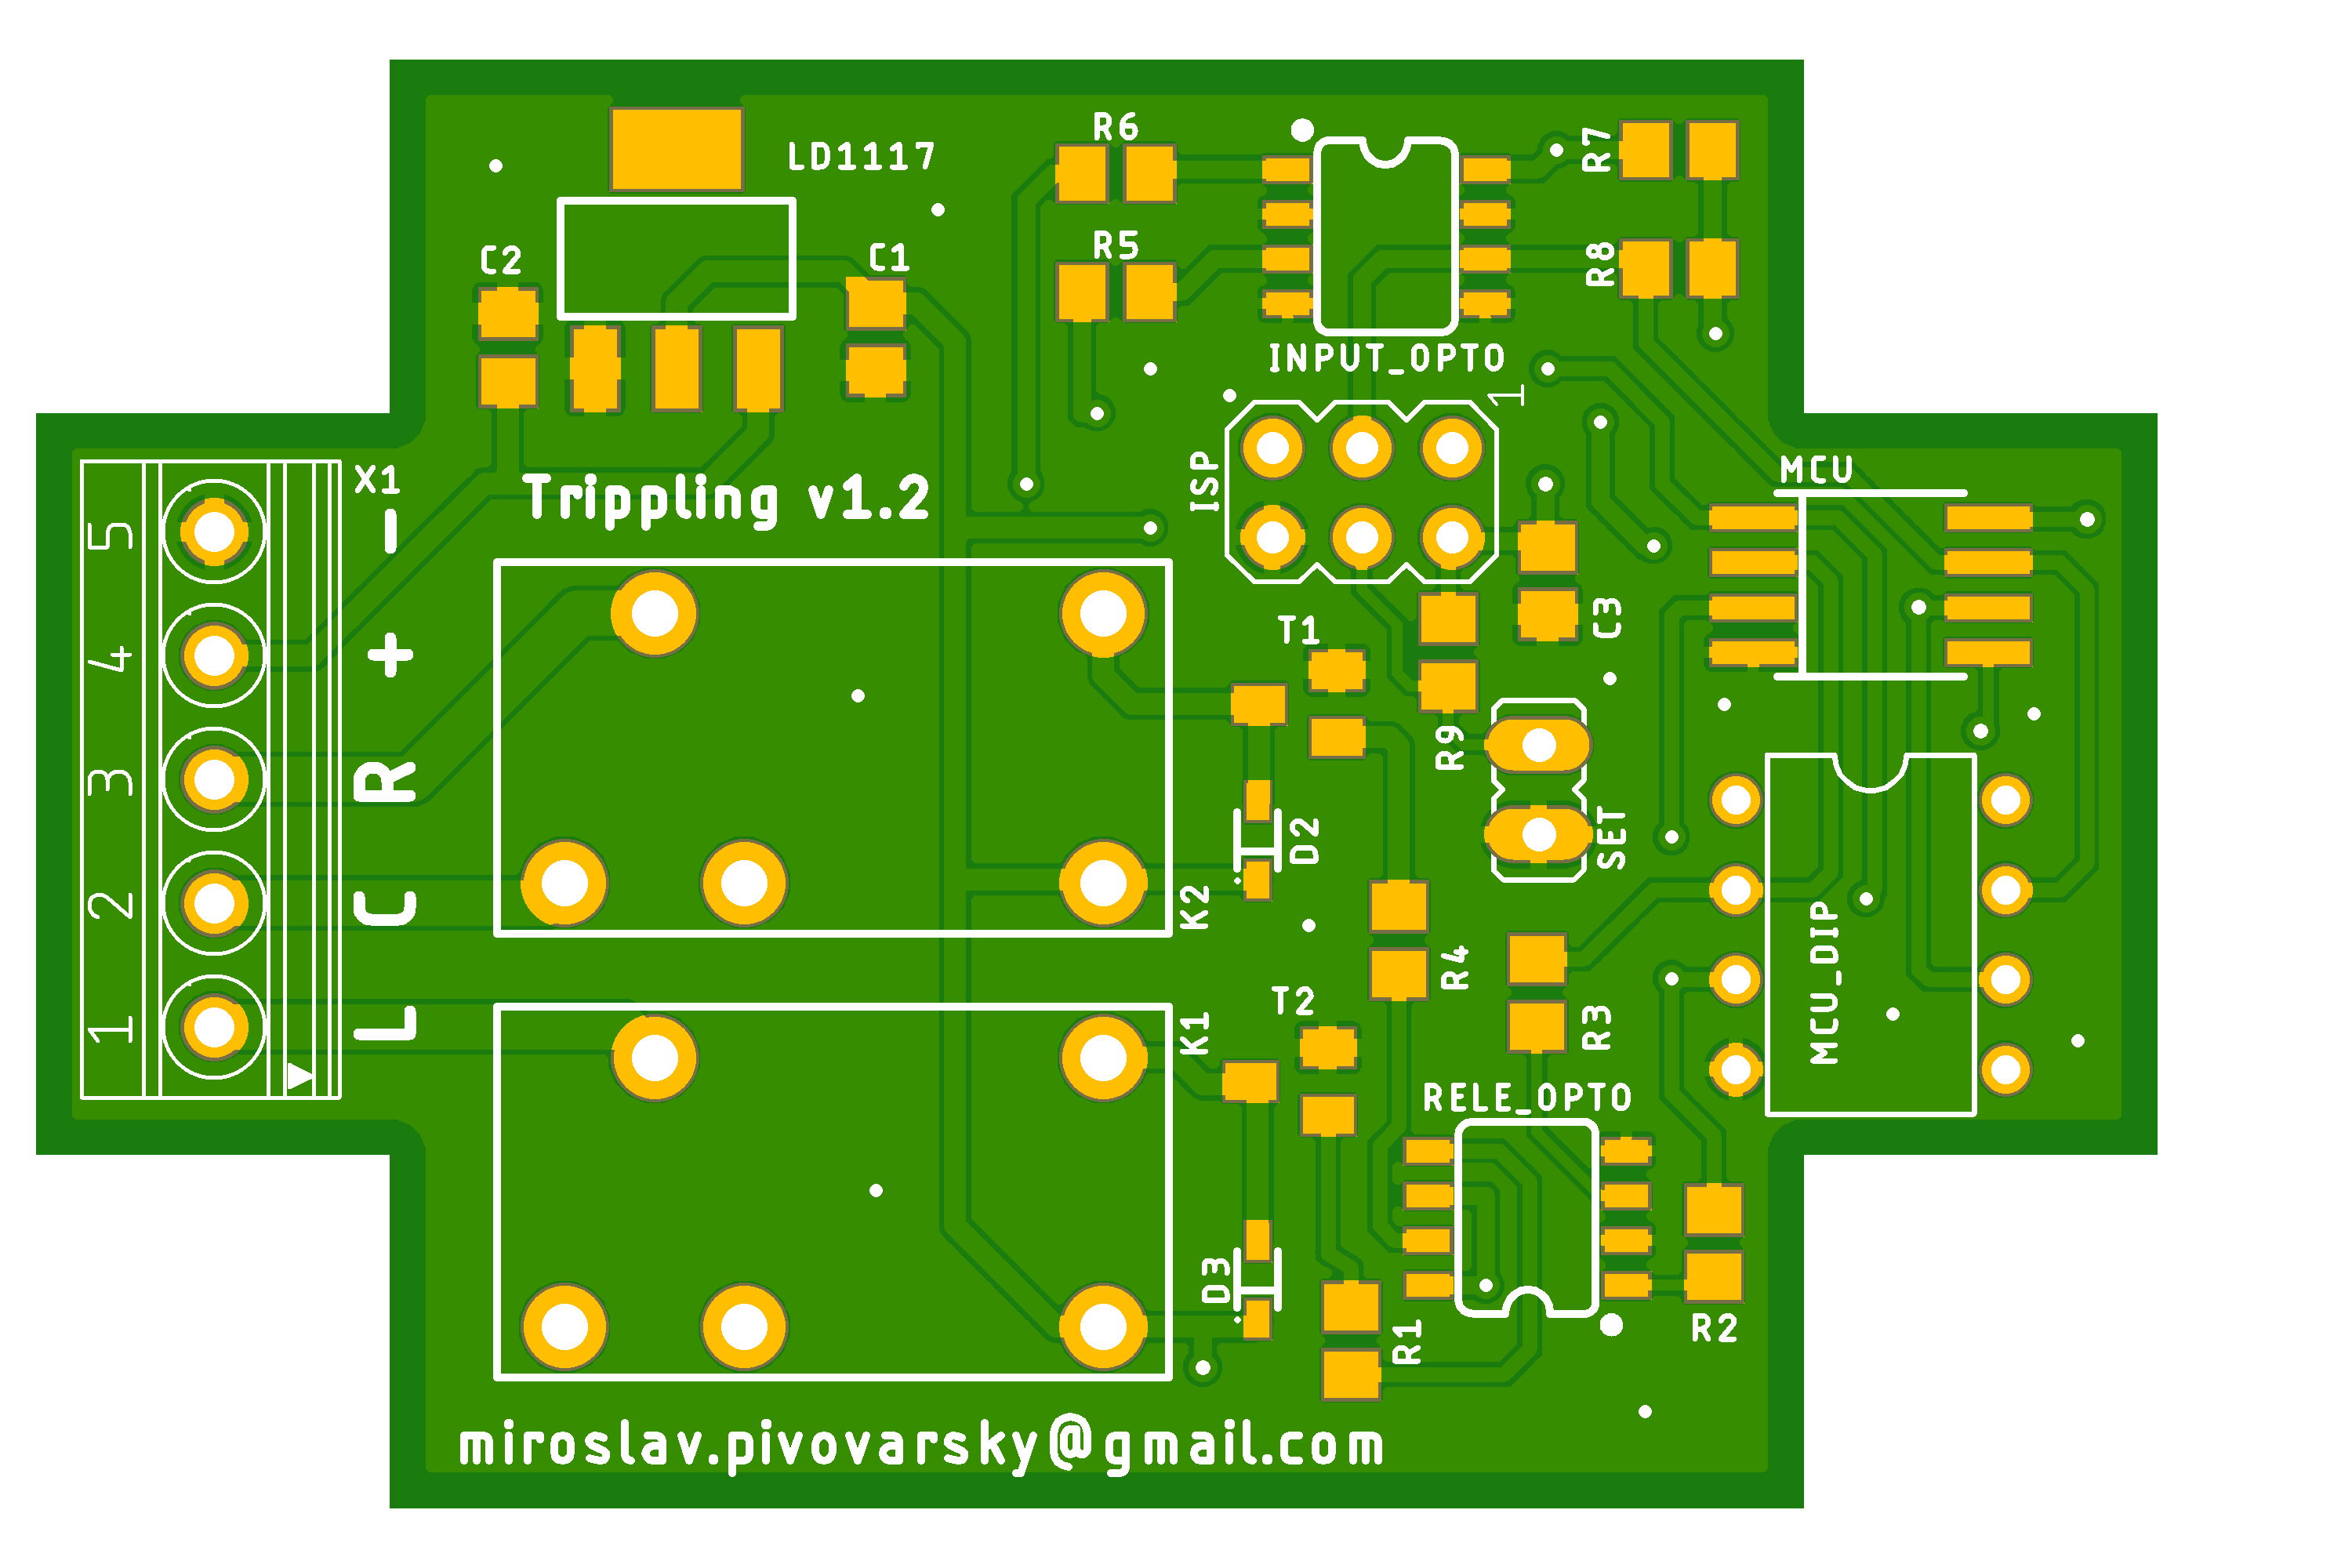 R6
LD1117
R7
C2
C1
R5
R8
INPUT_OPTO
1
X1
Trippling v1.2
ISP
MCU
5
-
4
+
T1
C3
3
R
R9
D2
SET
2
C
K2
MCU_DIP
R4
T2
R3
1
L
K1
RELE_OPTO
D3
R1
R2
miroslav.pivovarsky@gmail.com